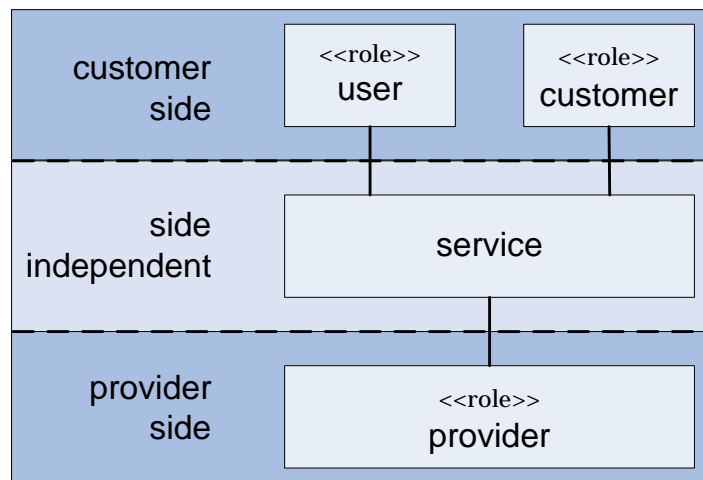 customer
side
<<role>>
user
<<role>>
customer
side
independent
service
provider
side
<<role>>
provider